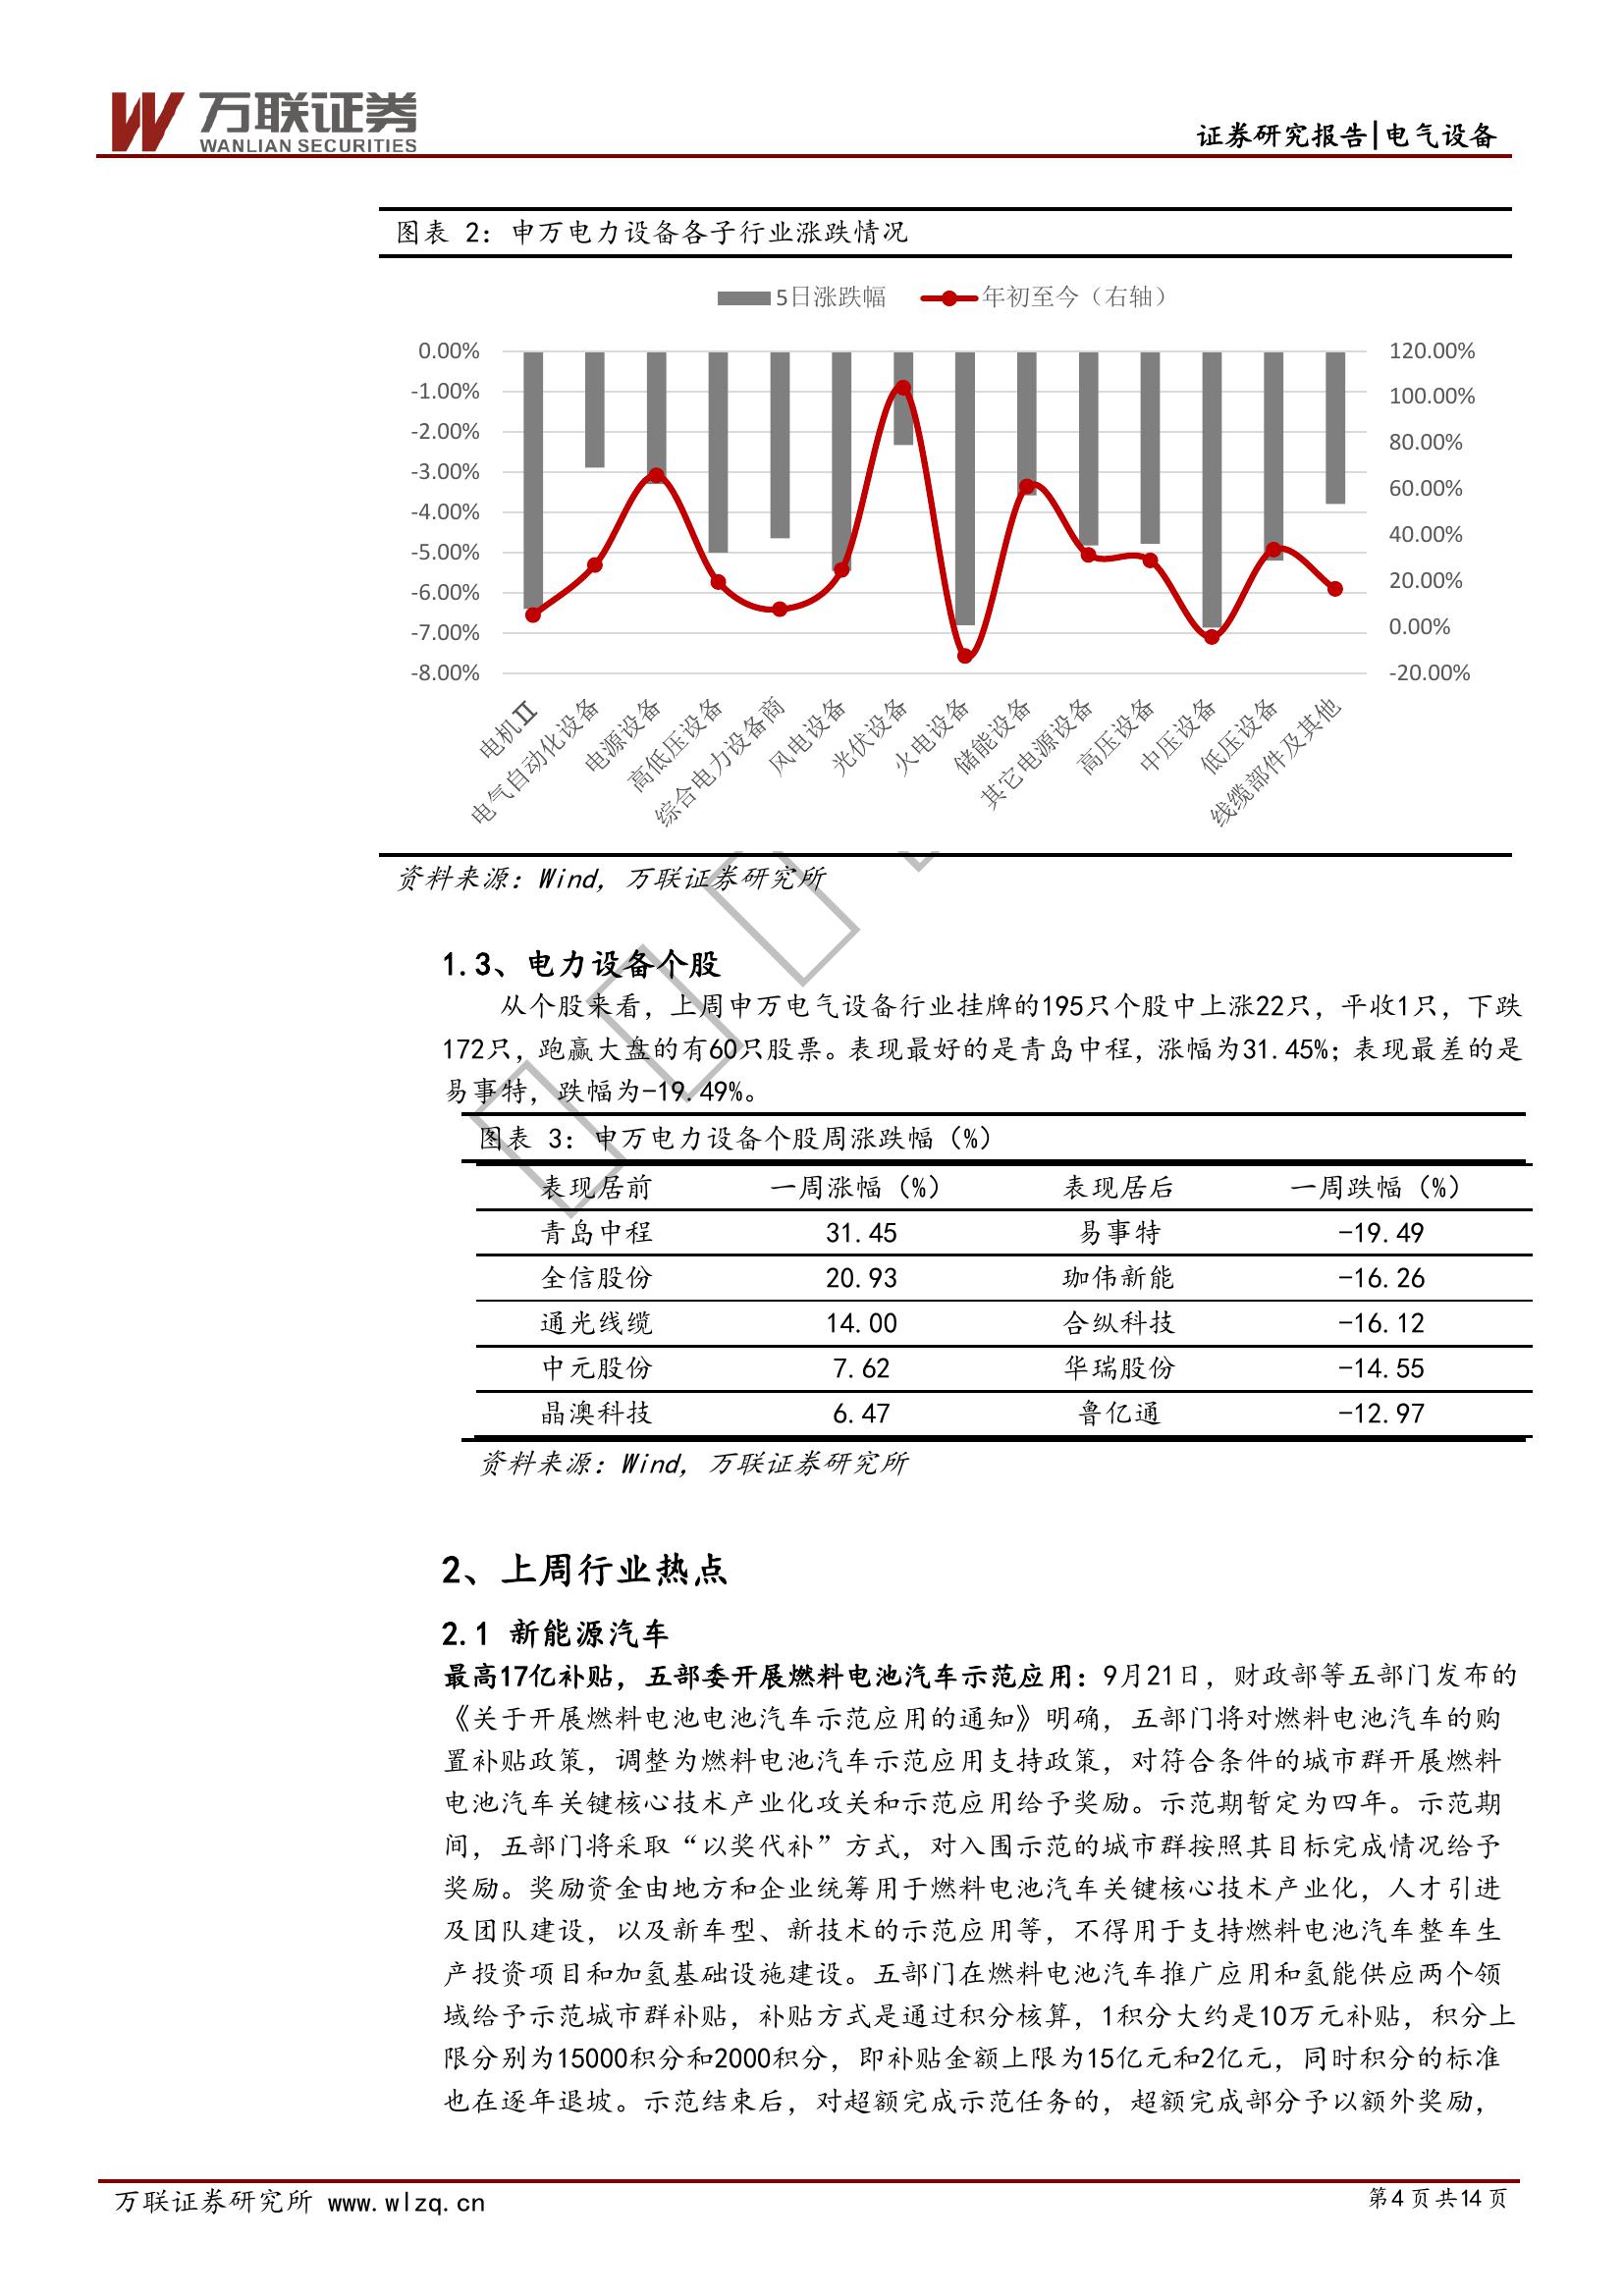 万联证券
WANLIAN SECURITIES
证券研究报告|电气设备
图表 2：申万电力设备各子行业涨跌情况
5日涨跌幅 年初至今（右轴）
0.00% 120.00%
-1.00% 100.00%
-2.00% 80.00%
-3.00% 60.00%
-4.00% 40.00%
-5.00% 20.00%
-6.00% 0.00%
-7.00% -20.00%
-8.00%
电机Ⅱ
电气自动化设备
电源设备
高低压设备
综合电力设备商
风电设备
光伏设备
火电设备
储能设备
其它电源设备
高压设备
中压设备
低压设备
线缆部件及其他
资料来源：Wind，万联证券研究所
1.3、电力设备个股
从个股来看，上周申万电气设备行业挂牌的195只个股中上涨22只，平收1只，下跌
172只，跑赢大盘的有60只股票。表现最好的是青岛中程，涨幅为31.45%；表现最差的是
易事特，跌幅为-19.49%。
图表 3：申万电力设备个股周涨跌幅（%）
表现居前 一周涨幅（%） 表现居后 一周跌幅（%）
青岛中程 31.45 易事特 -19.49
全信股份 20.93 珈伟新能 -16.26
通光线缆 14.00 合纵科技 -16.12
中元股份 7.62 华瑞股份 -14.55
晶澳科技 6.47 鲁亿通 -12.97
资料来源：Wind，万联证券研究所
2、上周行业热点
2.1 新能源汽车
最高17亿补贴，五部委开展燃料电池汽车示范应用：9月21日，财政部等五部门发布的
《关于开展燃料电池电池汽车示范应用的通知》明确，五部门将对燃料电池汽车的购
置补贴政策，调整为燃料电池汽车示范应用支持政策，对符合条件的城市群开展燃料
电池汽车关键核心技术产业化攻关和示范应用给予奖励。示范期暂定为四年。示范期
间，五部门将采取“以奖代补”方式，对入围示范的城市群按照其目标完成情况给予
奖励。奖励资金由地方和企业统筹用于燃料电池汽车关键核心技术产业化，人才引进
及团队建设，以及新车型、新技术的示范应用等，不得用于支持燃料电池汽车整车生
产投资项目和加氢基础设施建设。五部门在燃料电池汽车推广应用和氢能供应两个领
域给予示范城市群补贴，补贴方式是通过积分核算，1积分大约是10万元补贴，积分上
限分别为15000积分和2000积分，即补贴金额上限为15亿元和2亿元，同时积分的标准
也在逐年退坡。示范结束后，对超额完成示范任务的，超额完成部分予以额外奖励，
万联证券研究所 www.wlzq.cn 第4页共14页